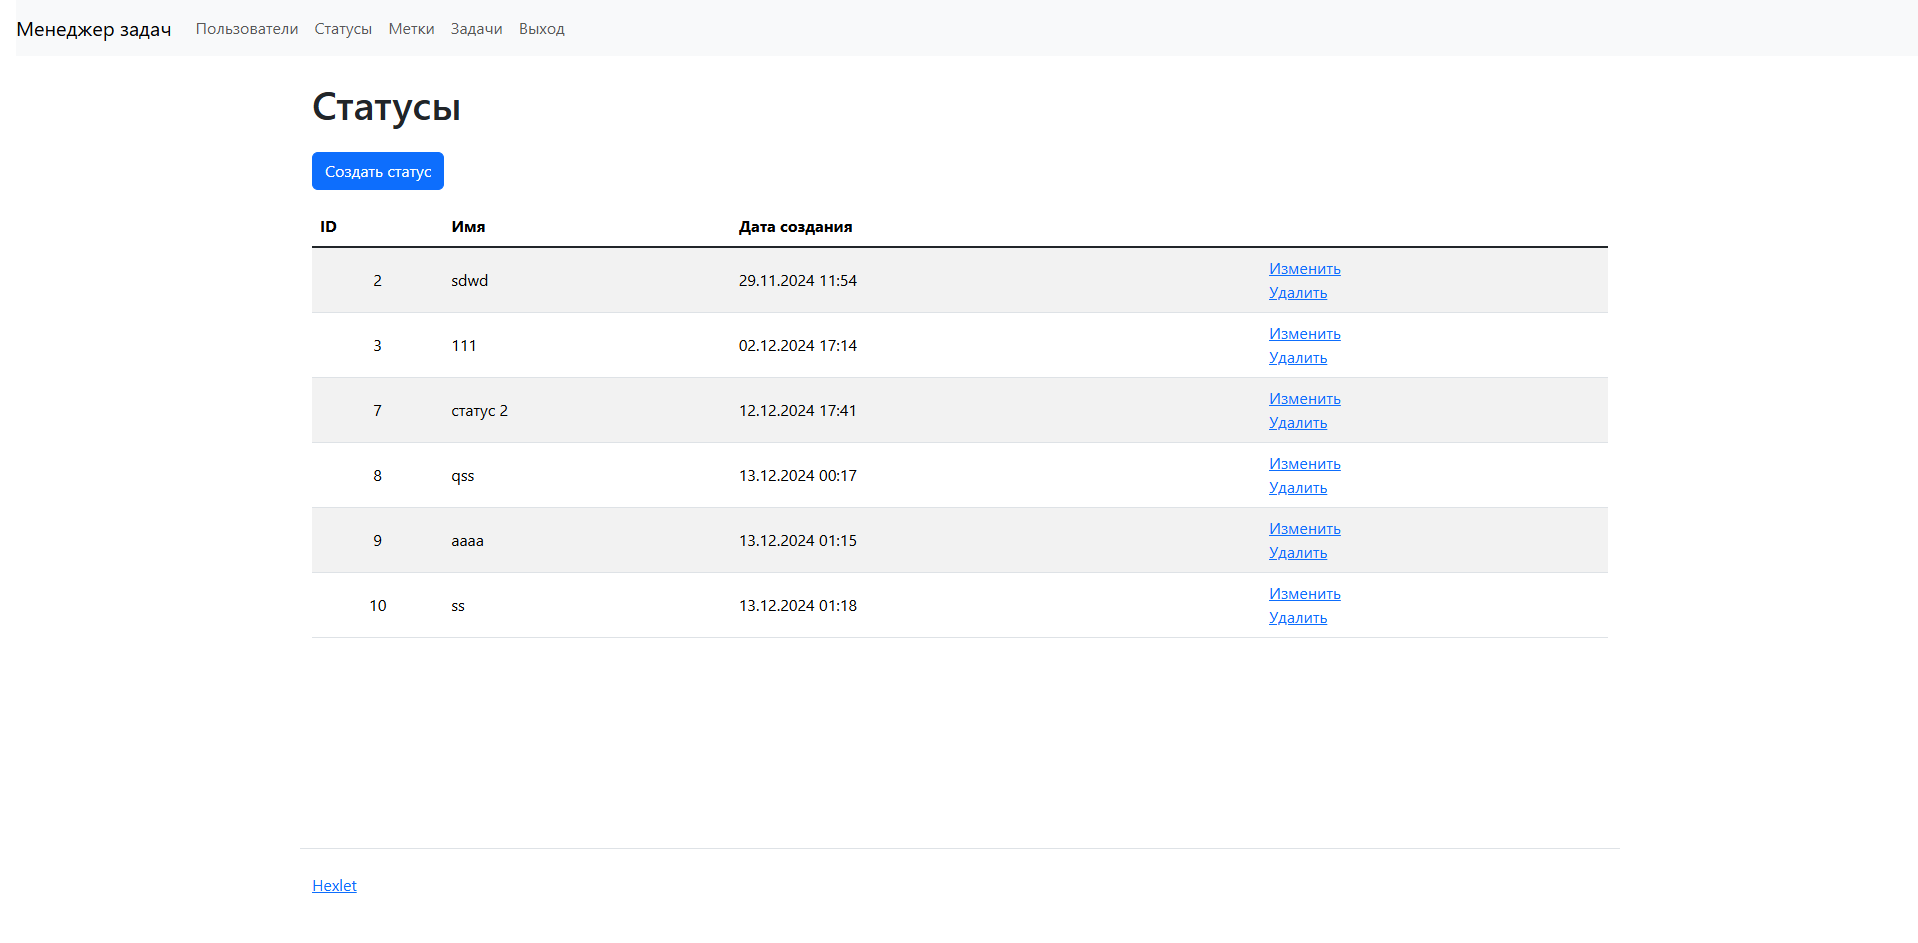 Менеджер задач Пользователи Статусы Метки Задачи Выход
Статусы
Создать статус
ID Имя Дата создания
2 sdwd 29.11.2024 11:54 Изменить
Удалить
3 111 02.12.2024 17:14 Изменить
Удалить
7 статус 2 12.12.2024 17:41 Изменить
Удалить
8 qss 13.12.2024 00:17 Изменить
Удалить
9 aaaa 13.12.2024 01:15 Изменить
Удалить
10 ss 13.12.2024 01:18 Изменить
Удалить
Hexlet